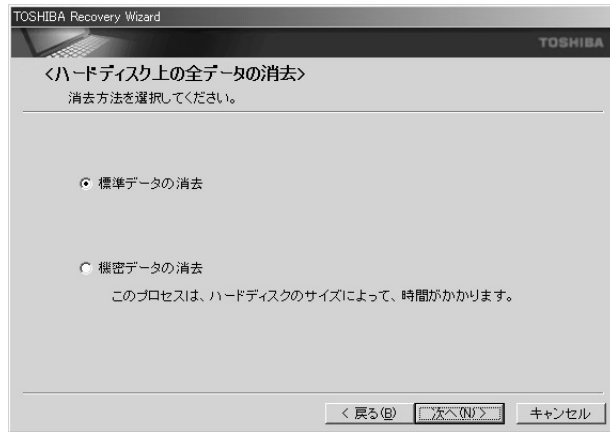 TOSHIBA Recovery Wizard
TOSHIBA
<ハードディスク上の全データの消去>
消去方法を選択してください。
標準データの消去
機密データの消去
このプロセスは、ハードディスクのサイズによって、時間がかかります。
< 戻る(B) 次へ(N) > キャンセル